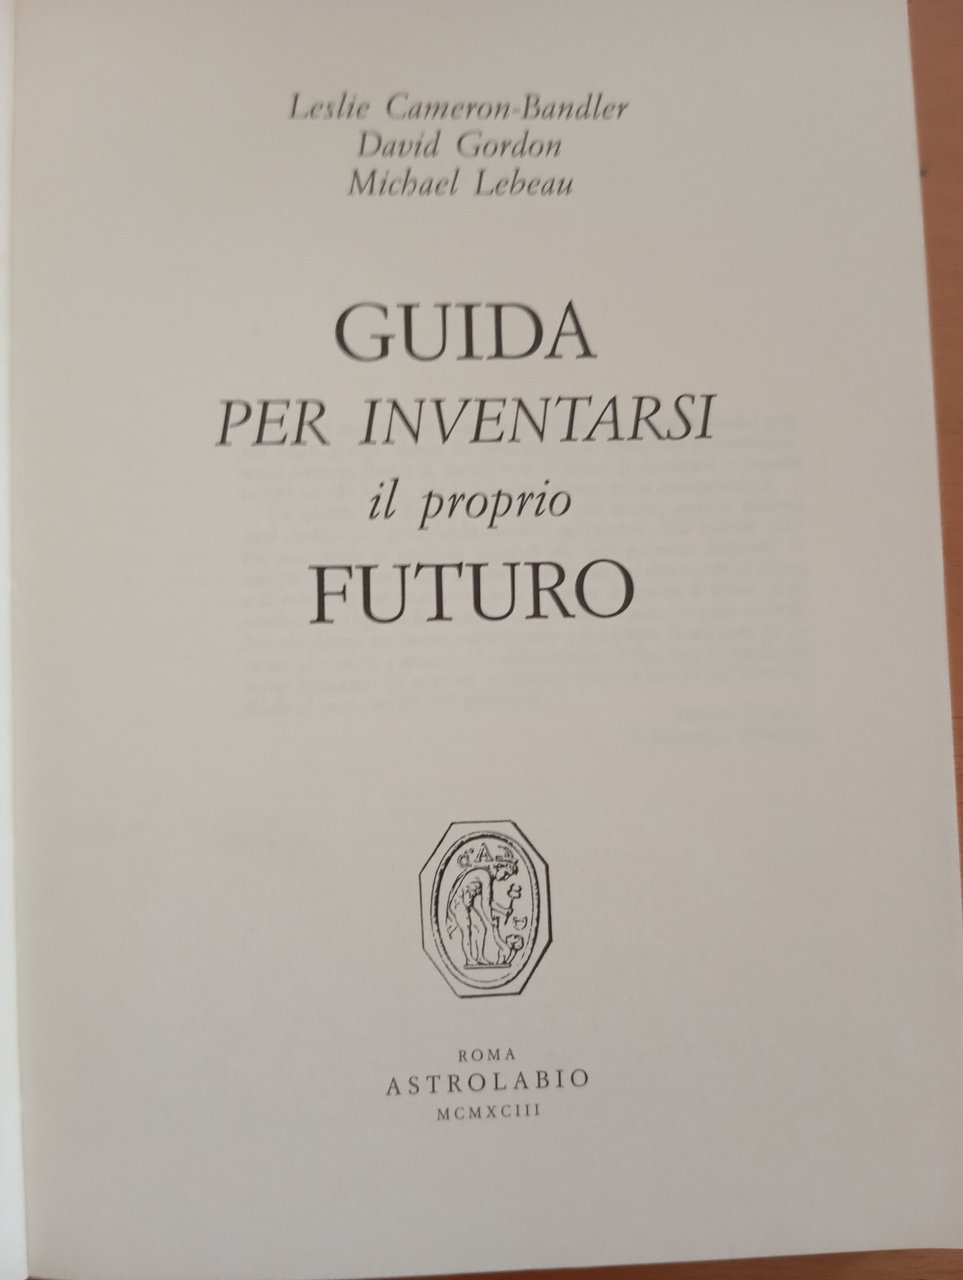 Leslie Cameron-Bandler
David Gordon
Michael Lebeau
GUIDA
PER INVENTARSI
il proprio
FUTURO
ROMA
ASTROLABIO
MCMXCIII